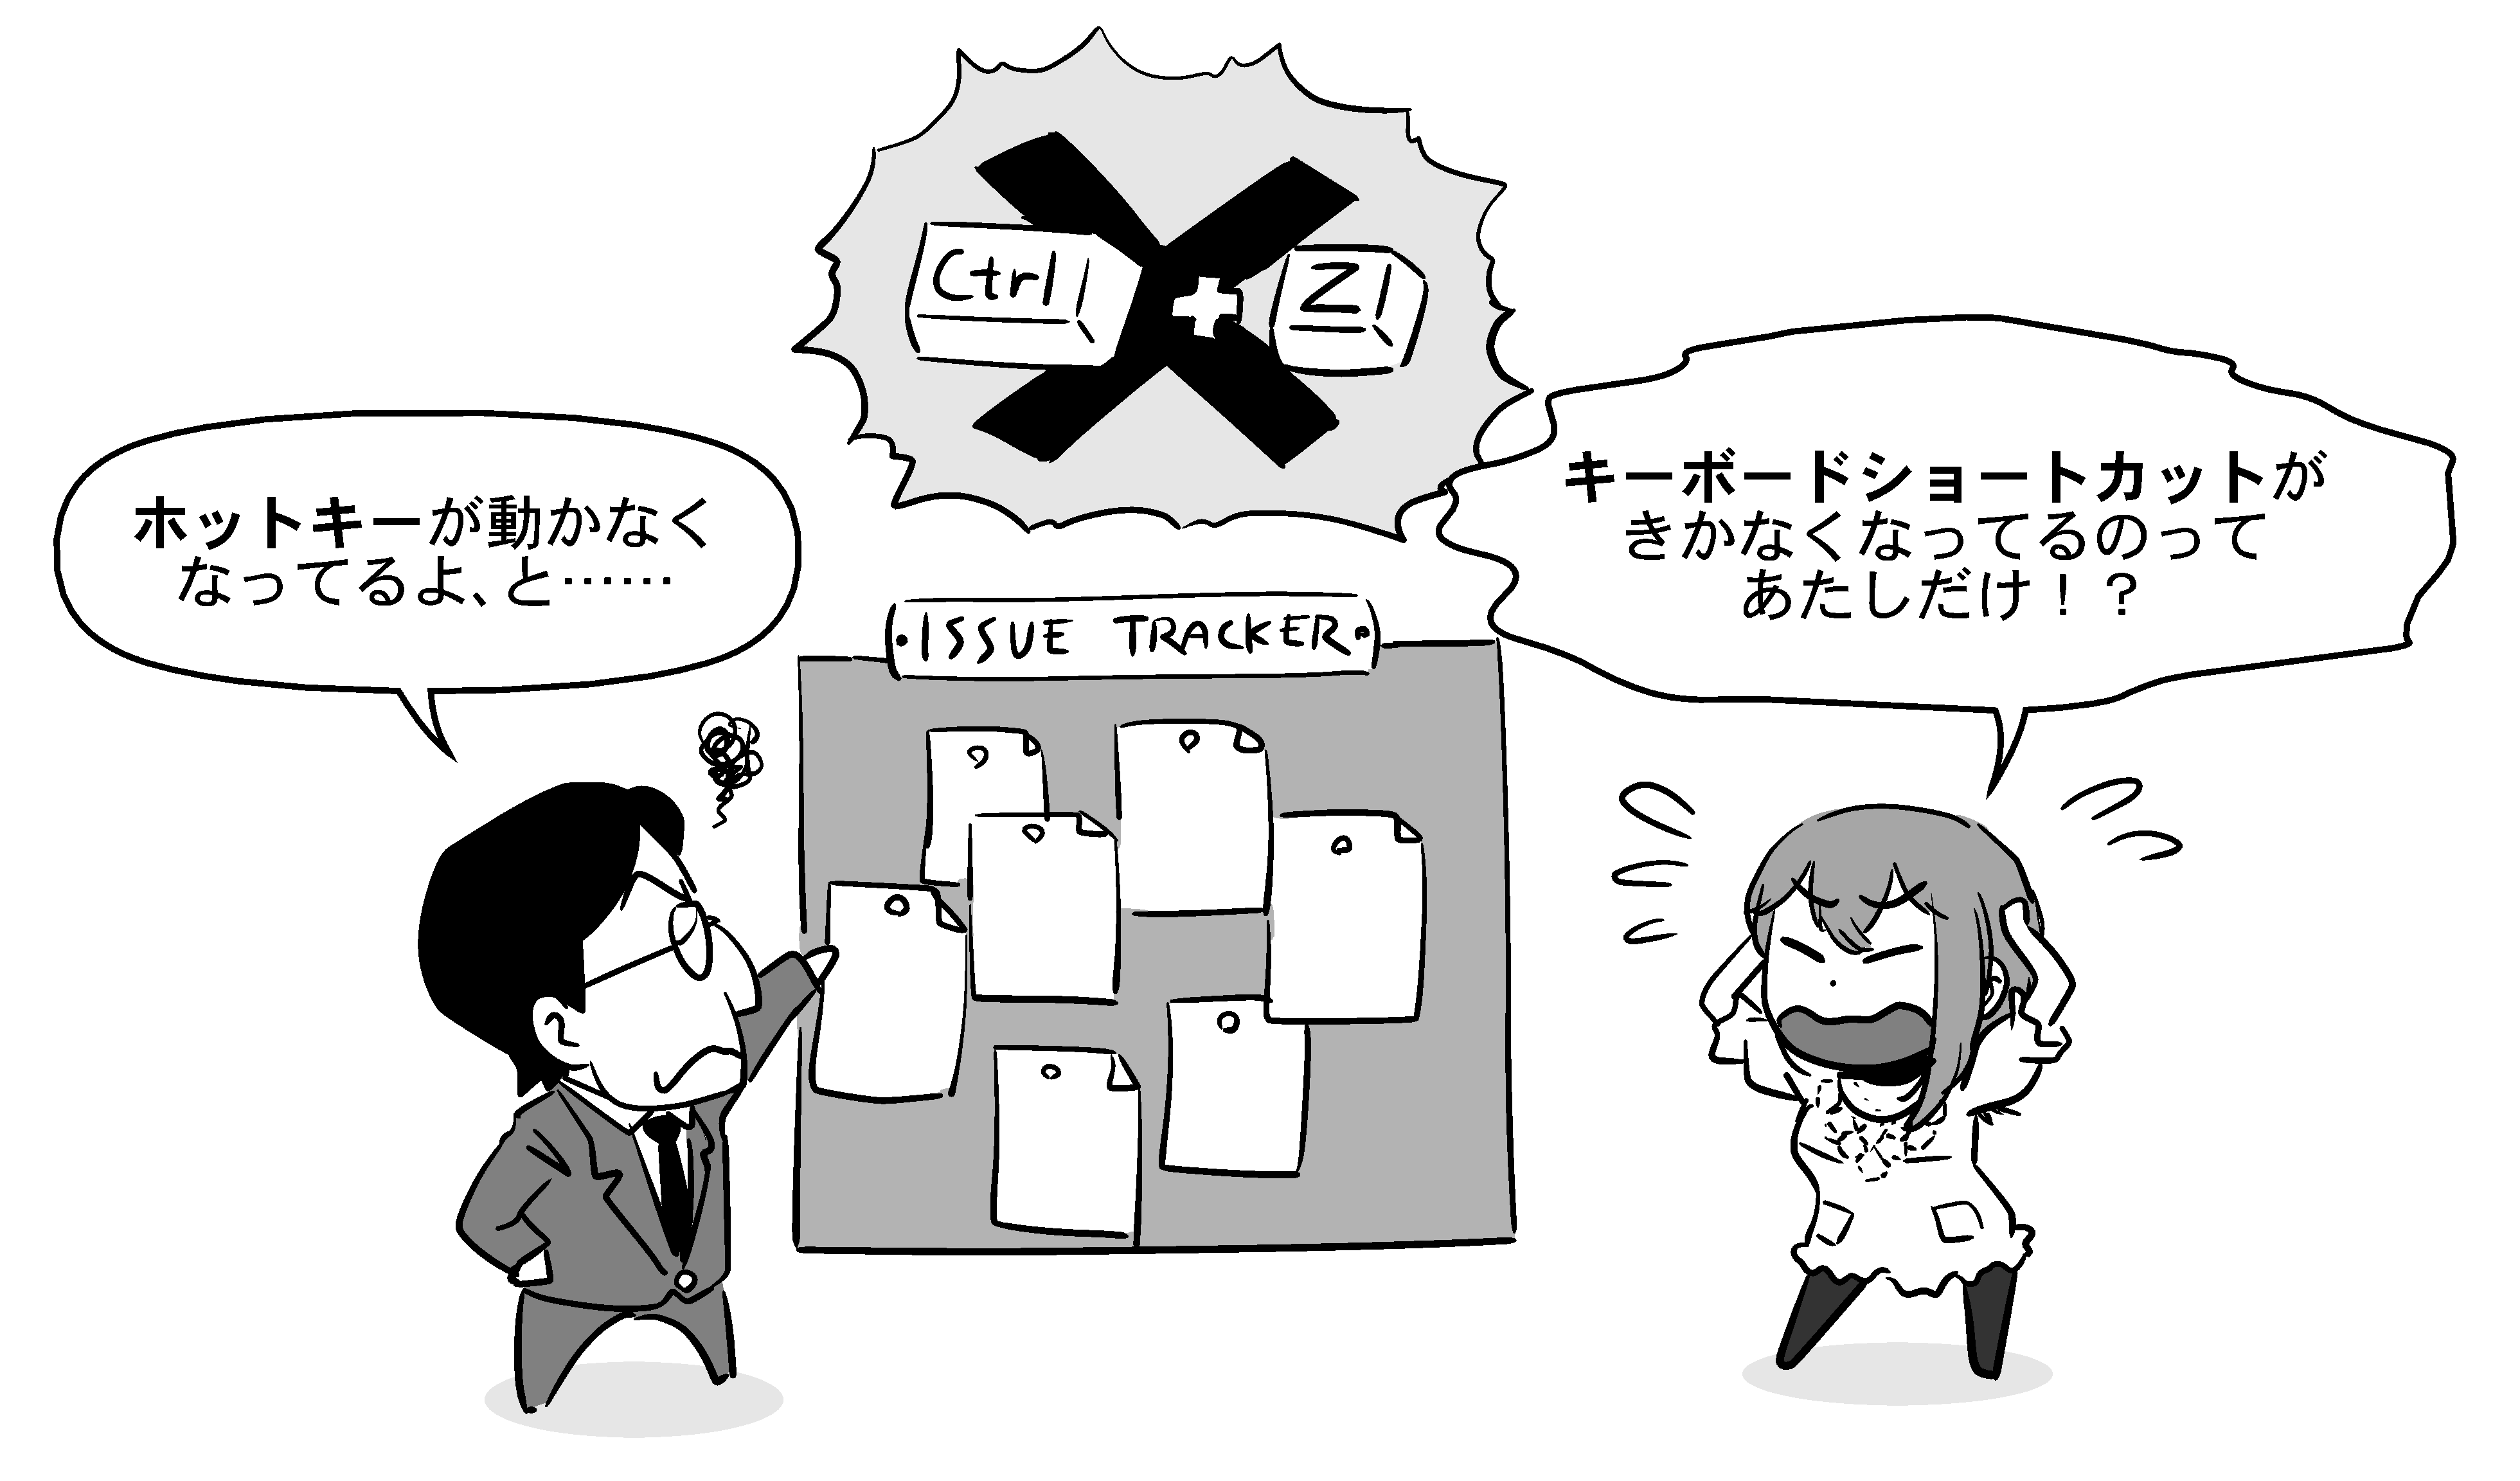 Ctrl
+
Z
ホットキーが動かなく
なってるよ、と……
キーボードショートカットが
きかなくなってるのって
あたしだけ！？
ISSUE TRACKER